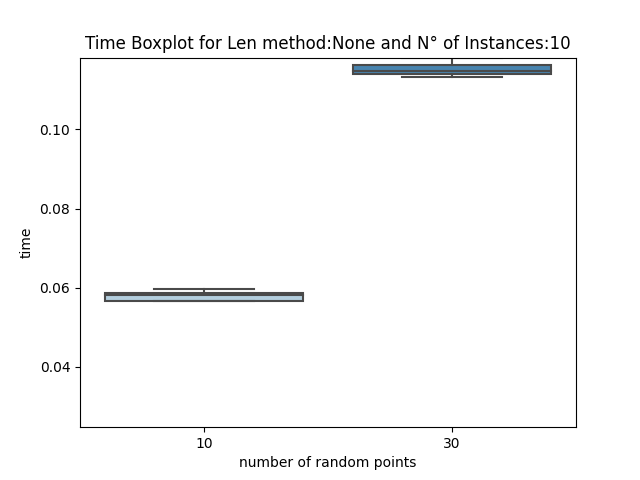 Time Boxplot for Len method:None and N° of Instances:10
0.10
0.08
0.06
0.04
time
10
30
number of random points